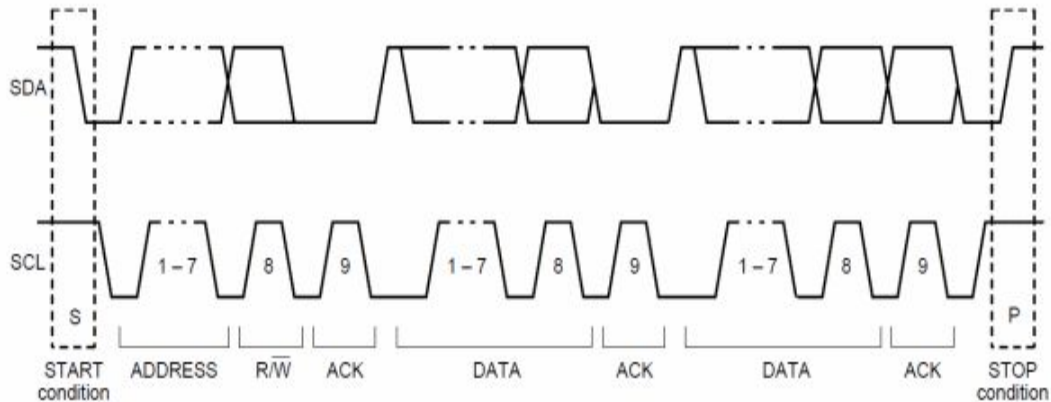 SDA
SCL
1 – 7 8 9 1 – 7 8 9 1 – 7 8 9
S P
START condition
ADDRESS
R/W̅
ACK
DATA
ACK
DATA
ACK
STOP condition